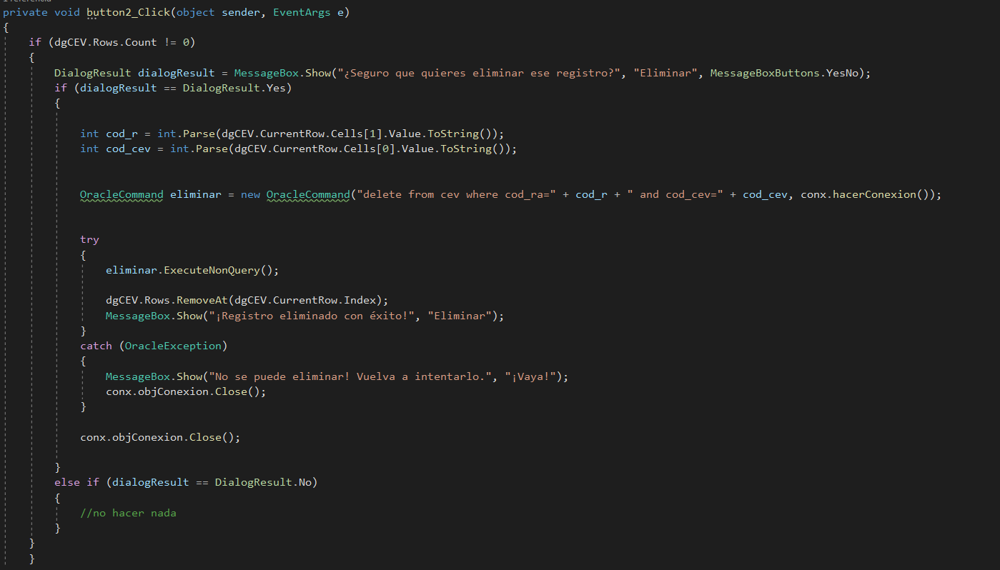 1 referencia
private void button2_Click(object sender, EventArgs e)
{
if (dgCEV.Rows.Count != 0)
{
DialogResult dialogResult = MessageBox.Show("¿Seguro que quieres eliminar ese registro?", "Eliminar", MessageBoxButtons.YesNo);
if (dialogResult == DialogResult.Yes)
{
int cod_r = int.Parse(dgCEV.CurrentRow.Cells[1].Value.ToString());
int cod_cev = int.Parse(dgCEV.CurrentRow.Cells[0].Value.ToString());
OracleCommand eliminar = new OracleCommand("delete from cev where cod_ra=" + cod_r + " and cod_cev=" + cod_cev, conx.hacerConexion());
try
{
eliminar.ExecuteNonQuery();
dgCEV.Rows.RemoveAt(dgCEV.CurrentRow.Index);
MessageBox.Show("¡Registro eliminado con éxito!", "Eliminar");
}
catch (OracleException)
{
MessageBox.Show("No se puede eliminar! Vuelva a intentarlo.", "¡Vaya!");
conx.objConexion.Close();
}
conx.objConexion.Close();
}
else if (dialogResult == DialogResult.No)
{
//no hacer nada
}
}
}